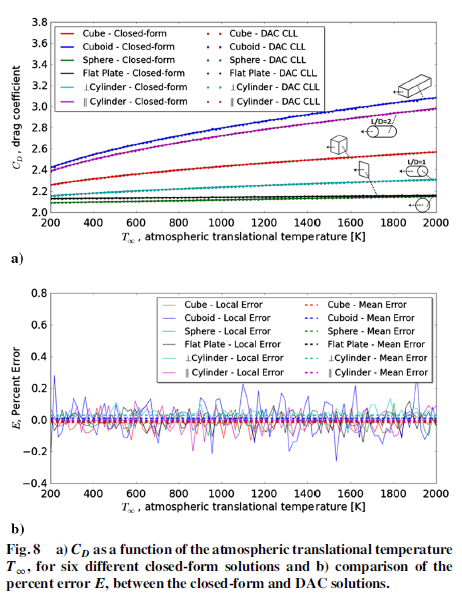 3.8
3.6
3.4
3.2
3.0
2.8
2.6
2.4
2.2
2.0
C_D, drag coefficient
Cube - Closed-form
Cuboid - Closed-form
Sphere - Closed-form
Flat Plate - Closed-form
⊥Cylinder - Closed-form
∥ Cylinder - Closed-form
Cube - DAC CLL
Cuboid - DAC CLL
Sphere - DAC CLL
Flat Plate - DAC CLL
⊥Cylinder - DAC CLL
∥ Cylinder - DAC CLL
L/D=2
L/D=1
200 400 600 800 1000 1200 1400 1600 1800 2000
T∞, atmospheric translational temperature [K]
a)
0.8
0.6
0.4
0.2
0.0
−0.2
−0.4
E, Percent Error
Cube - Local Error
Cuboid - Local Error
Sphere - Local Error
Flat Plate - Local Error
⊥Cylinder - Local Error
∥ Cylinder - Local Error
Cube - Mean Error
Cuboid - Mean Error
Sphere - Mean Error
Flat Plate - Mean Error
⊥Cylinder - Mean Error
∥ Cylinder - Mean Error
200 400 600 800 1000 1200 1400 1600 1800 2000
T∞, atmospheric translational temperature [K]
b)
Fig. 8 a) C_D as a function of the atmospheric translational temperature
T∞, for six different closed-form solutions and b) comparison of the
percent error E, between the closed-form and DAC solutions.